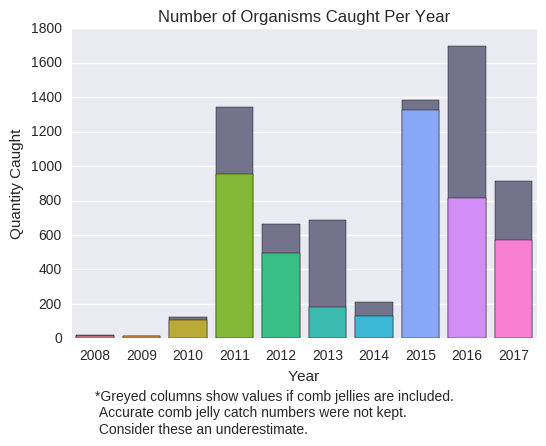 Number of Organisms Caught Per Year
1800
1600
1400
1200
1000
800
600
400
200
0
Quantity Caught
2008 2009 2010 2011 2012 2013 2014 2015 2016 2017
Year
*Greyed columns show values if comb jellies are included.
Accurate comb jelly catch numbers were not kept.
Consider these an underestimate.